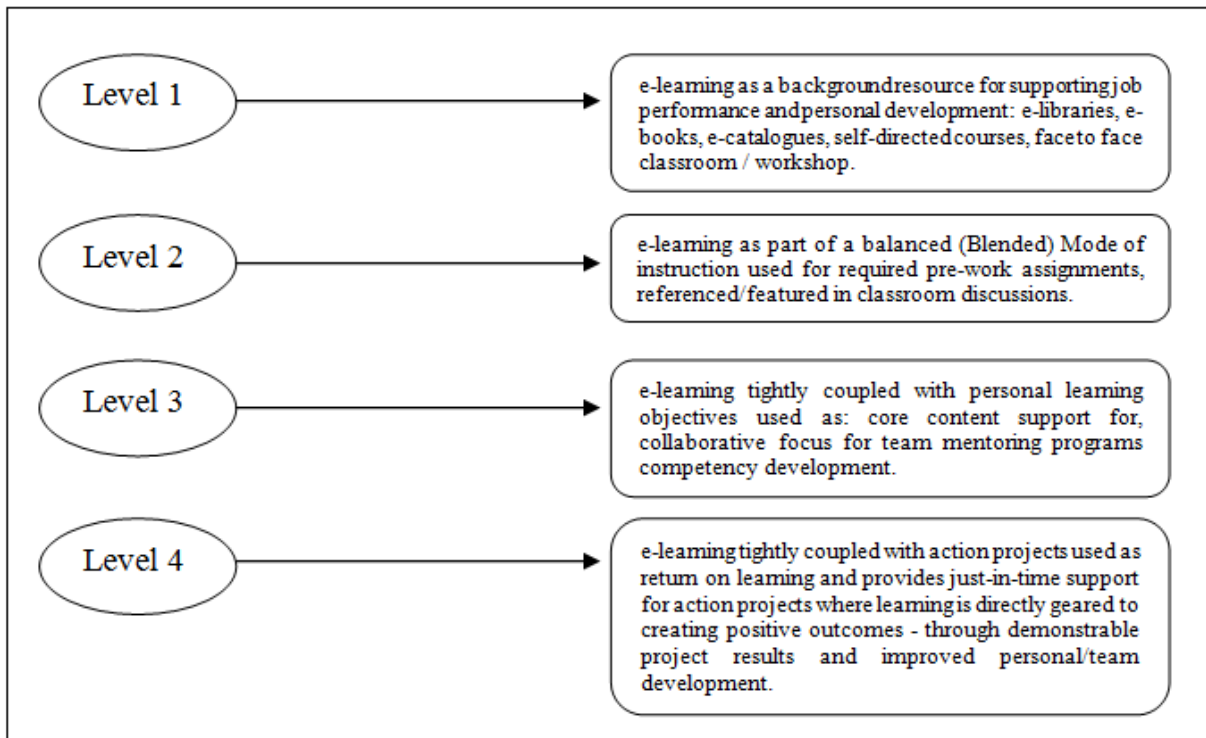 Level 1
e-learning as a background resource for supporting job
performance and personal development: e-libraries, e-
books, e-catalogues, self-directed courses, face to face
classroom / workshop.
Level 2
e-learning as part of a balanced (Blended) Mode of
instruction used for required pre-work assignments,
referenced/featured in classroom discussions.
Level 3
e-learning tightly coupled with personal learning
objectives used as: core content support for,
collaborative focus for team mentoring programs
competency development.
Level 4
e-learning tightly coupled with action projects used as
return on learning and provides just-in-time support
for action projects where learning is directly geared to
creating positive outcomes - through demonstrable
project results and improved personal/team
development.